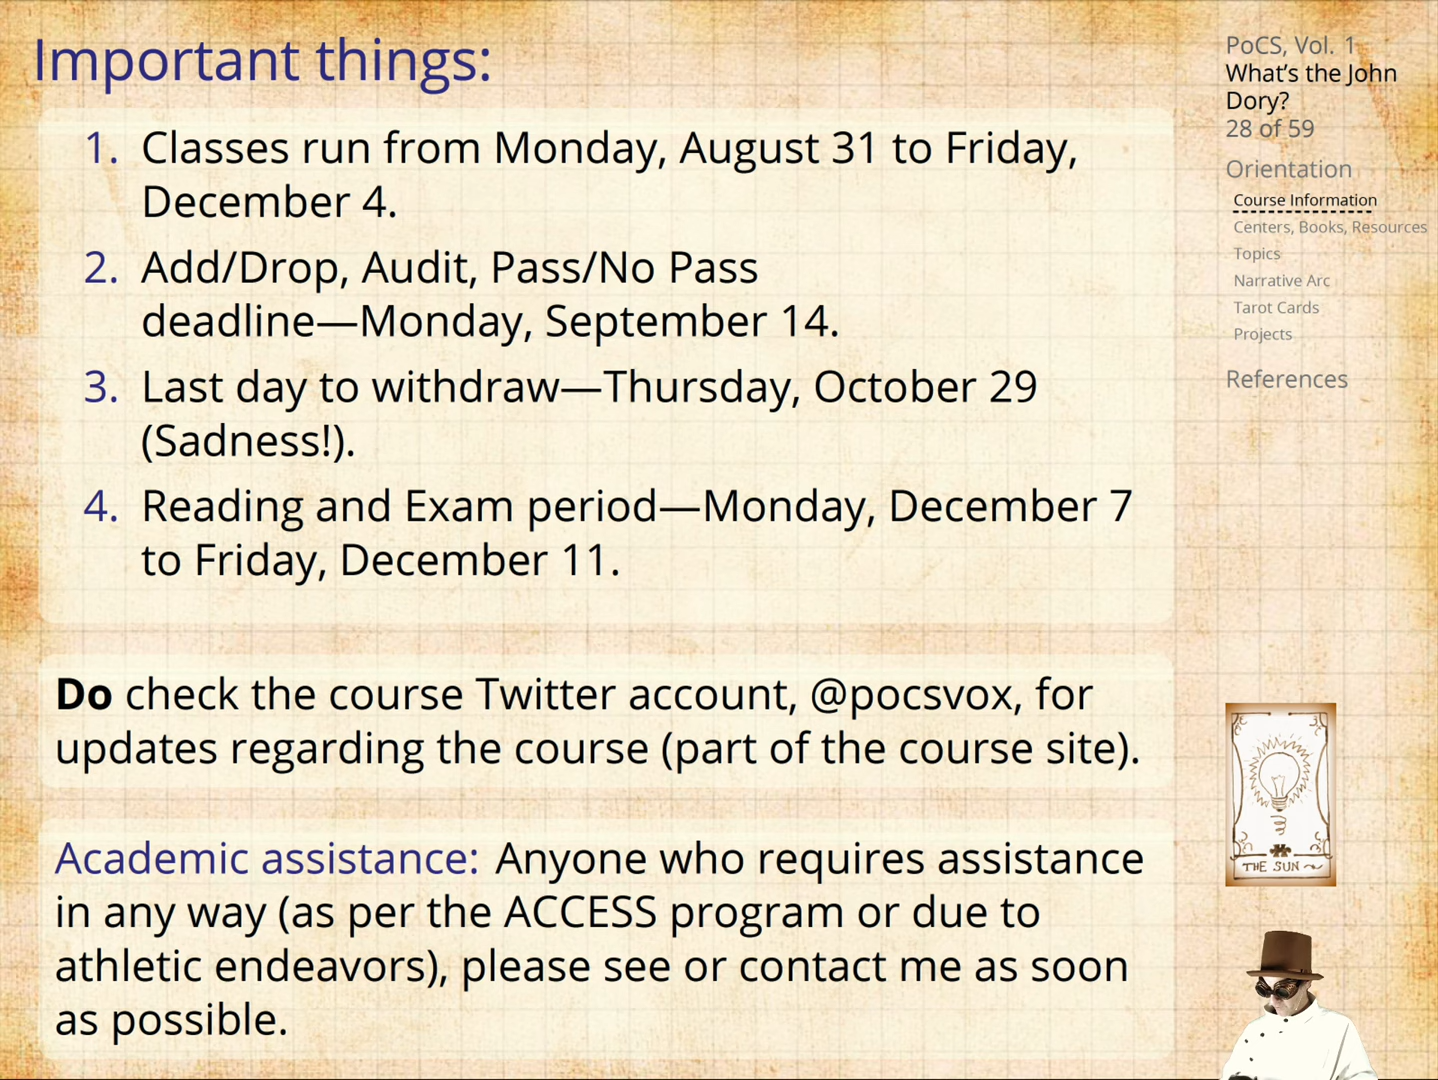 Important things:
1. Classes run from Monday, August 31 to Friday,
December 4.
2. Add/Drop, Audit, Pass/No Pass
deadline—Monday, September 14.
3. Last day to withdraw—Thursday, October 29
(Sadness!).
4. Reading and Exam period—Monday, December 7
to Friday, December 11.
Do check the course Twitter account, @pocsvox, for
updates regarding the course (part of the course site).
Academic assistance: Anyone who requires assistance
in any way (as per the ACCESS program or due to
athletic endeavors), please see or contact me as soon
as possible.
PoCS, Vol. 1
What's the John
Dory?
28 of 59
Orientation
Course Information
Centers, Books, Resources
Topics
Narrative Arc
Tarot Cards
Projects
References
THE SUN